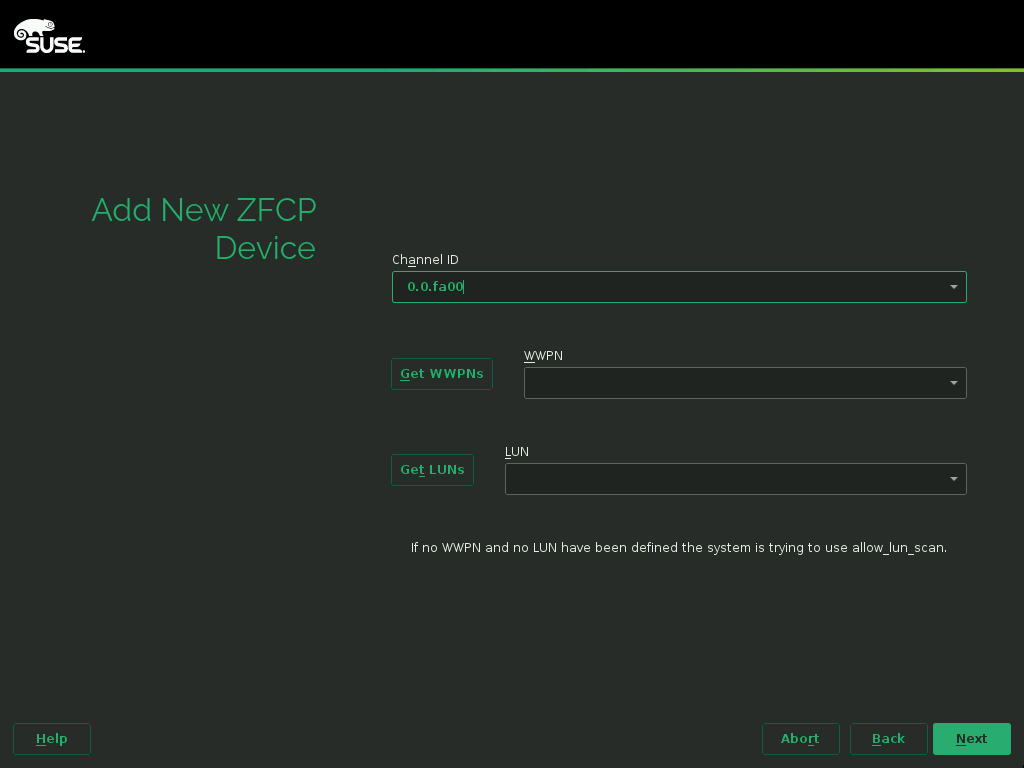 SUSE.
Add New ZFCP
Device
Channel ID
0.0.fa00
Get WWPNs
WWPN
Get LUNs
LUN
If no WWPN and no LUN have been defined the system is trying to use allow_lun_scan.
Help
Abort
Back
Next